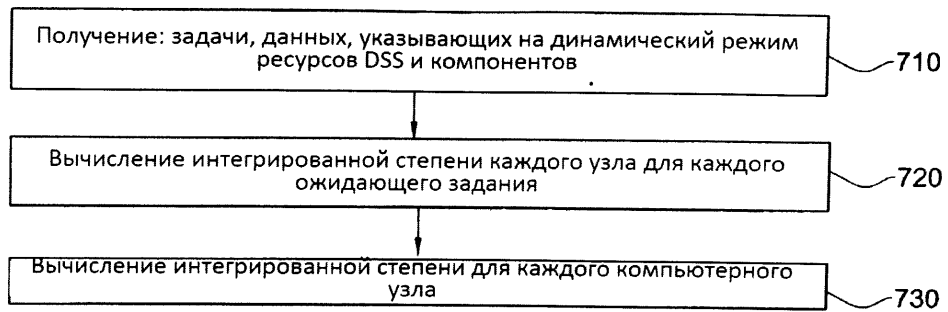 Получение: задачи, данных, указывающих на динамический режим
ресурсов DSS и компонентов
710
Вычисление интегрированной степени каждого узла для каждого
ожидающего задания
720
Вычисление интегрированной степени для каждого компьютерного
узла
730